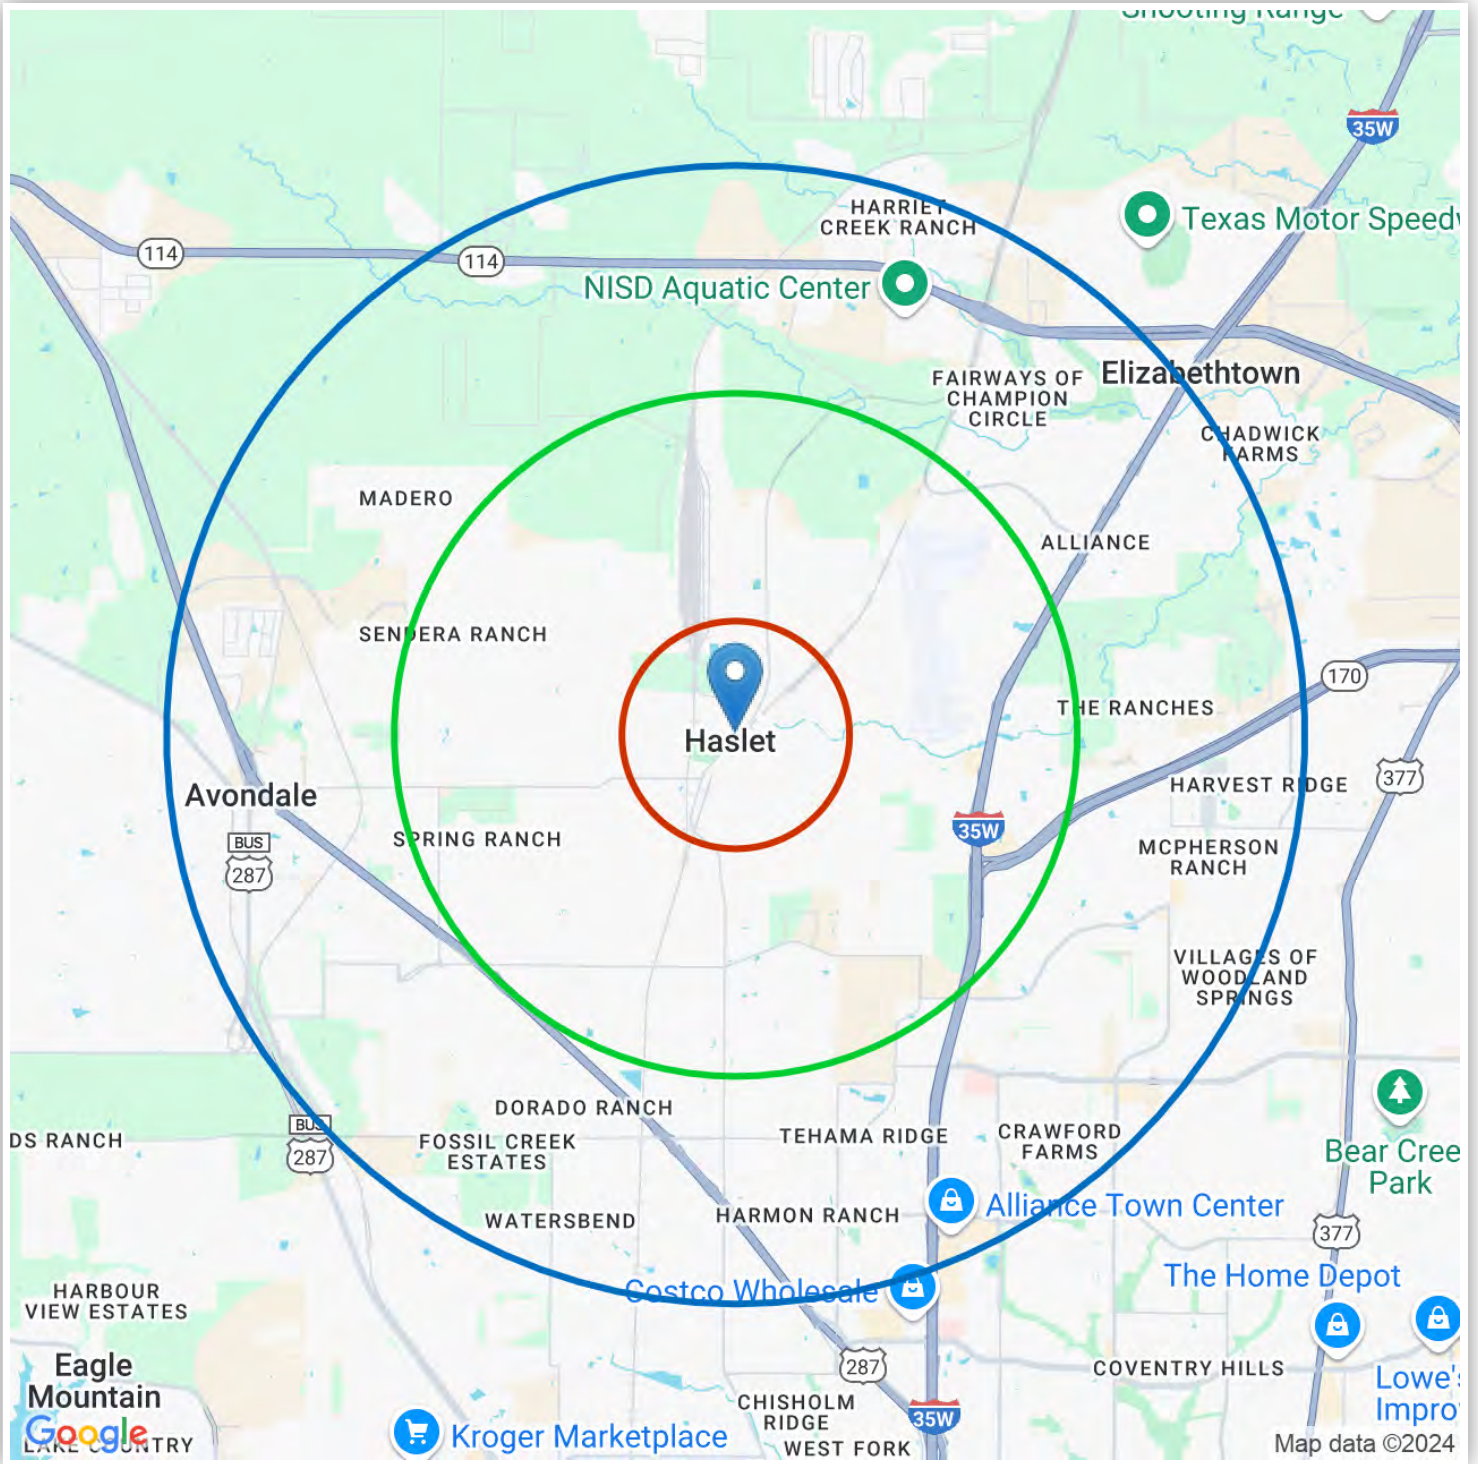 Shooting Range
35W
HARRIET
CREEK RANCH
Texas Motor Speedw
114
114
NISD Aquatic Center
Elizabethtown
FAIRWAYS OF
CHAMPION
CIRCLE
CHADWICK
FARMS
MADERO
ALLIANCE
SENDERA RANCH
170
THE RANCHES
Haslet
377
HARVEST RIDGE
Avondale
35W
SPRING RANCH
BUS
287
MCPHERSON
RANCH
VILLAGES OF
WOODLAND
SPRINGS
DORADO RANCH
BUS
287
DS RANCH
FOSSIL CREEK
ESTATES
TEHAMA RIDGE
CRAWFORD
FARMS
Bear Cree
Park
WATERSBEND
HARMON RANCH
Alliance Town Center
377
Costco Wholesale
The Home Depot
HARBOUR
VIEW ESTATES
287
COVENTRY HILLS
Eagle
Mountain
Lowe's
Impro
CHISHOLM
RIDGE
35W
Google
LAKE COUNTRY
Kroger Marketplace
WEST FORK
Map data ©2024